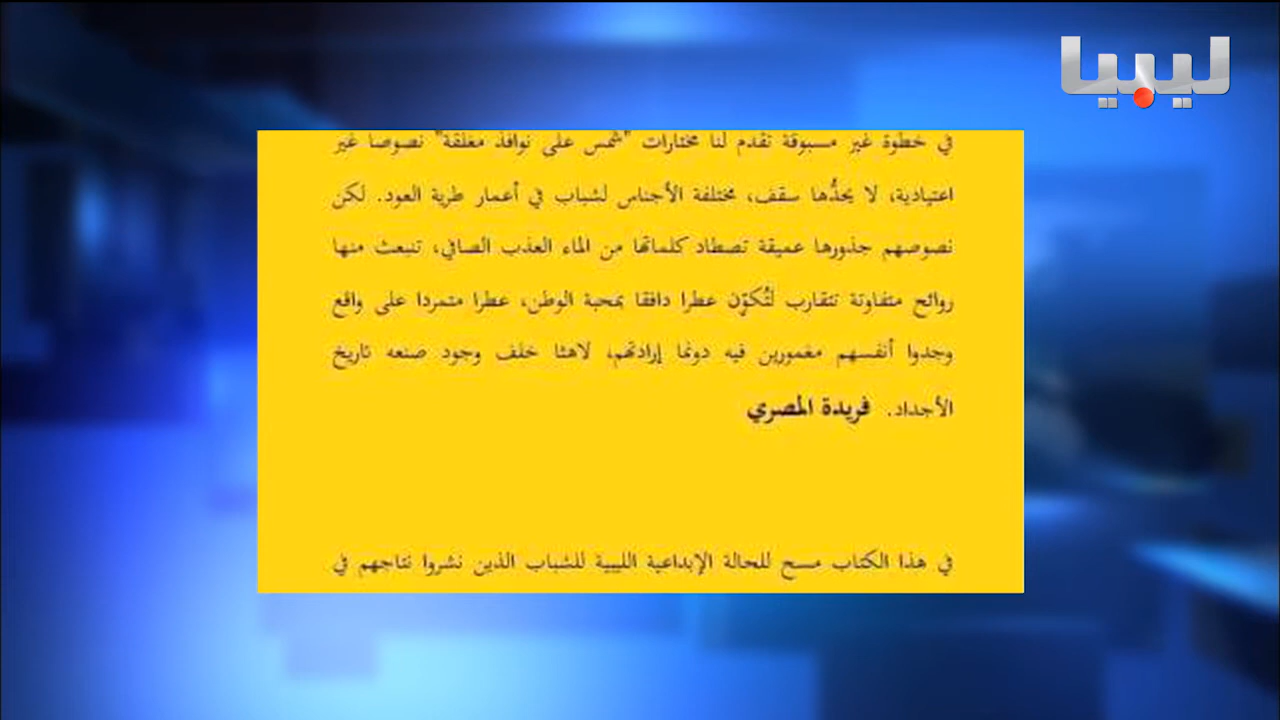 ليبيا
في خطوة غير مسبوقة تقدم لنا مختارات "شمس على نوافذ مغلقة" نصوصا غير
اعتيادية، لا يحدُّها سقف، مختلفة الأجناس لشباب في أعمار طرية العود. لكن
نصوصهم جذورها عميقة تصطاد كلماتها من الماء العذب الصافي، تنبعث منها
روائح متفاوتة تتقارب لتُكوِّن عطرا دافقا بمحبة الوطن، عطرا متمردا على واقع
وجدوا أنفسهم مغمورين فيه دونما إرادتهم، لاهثا خلف وجود صنعه تاريخ
الأجداد. فريدة المصري
في هذا الكتاب مسح للحالة الإبداعية الليبية للشباب الذين نشروا نتاجهم في